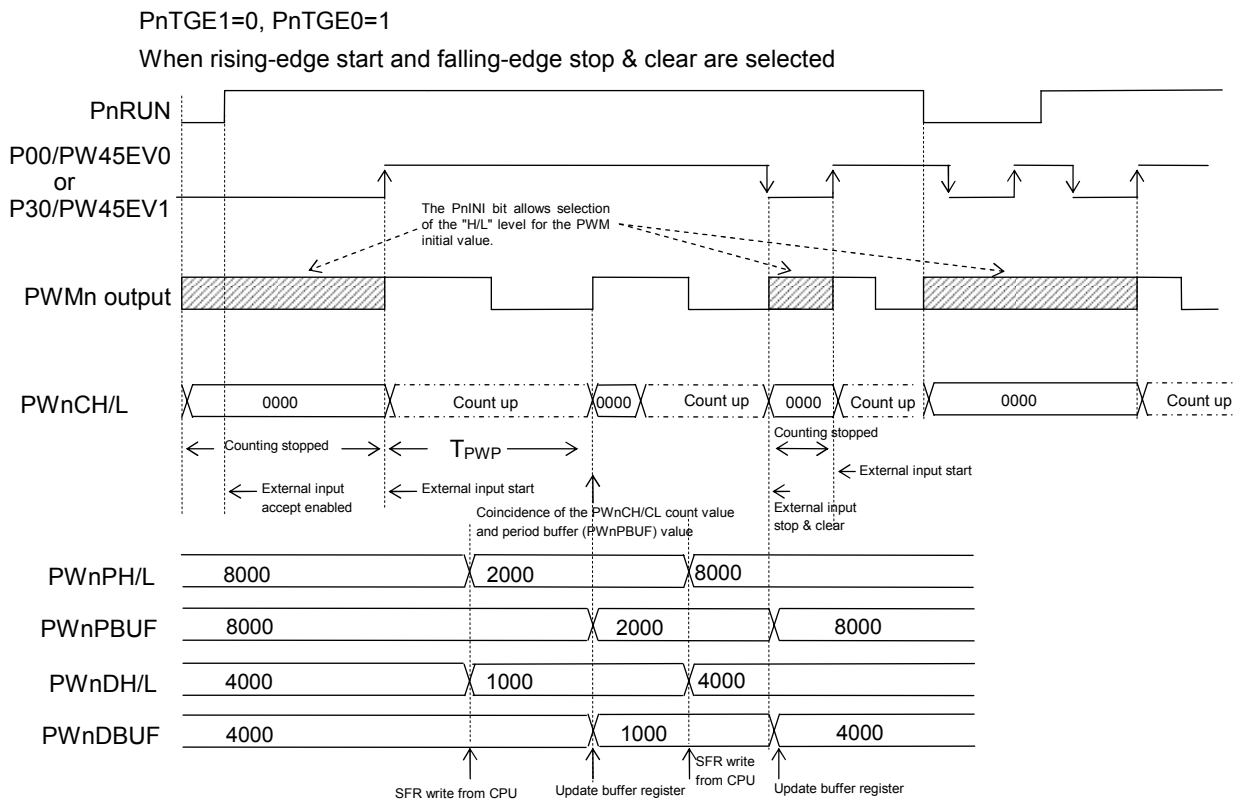 PnTGE1=0, PnTGE0=1
When rising-edge start and falling-edge stop & clear are selected
PnRUN
P00/PW45EV0
or
P30/PW45EV1
The PnINI bit allows selection
of the "H/L" level for the PWM
initial value.
PWMn output
PWnCH/L
0000
Count up
0000
Count up
0000
Count up
0000
Count up
Counting stopped
TPWP
Counting stopped
External input start
External input
accept enabled
External input start
Coincidence of the PWnCH/CL count value
and period buffer (PWnPBUF) value
External input
stop & clear
PWnPH/L
8000
2000
8000
PWnPBUF
8000
2000
8000
PWnDH/L
4000
1000
4000
PWnDBUF
4000
1000
4000
SFR write from CPU
Update buffer register
SFR write
from CPU
Update buffer register